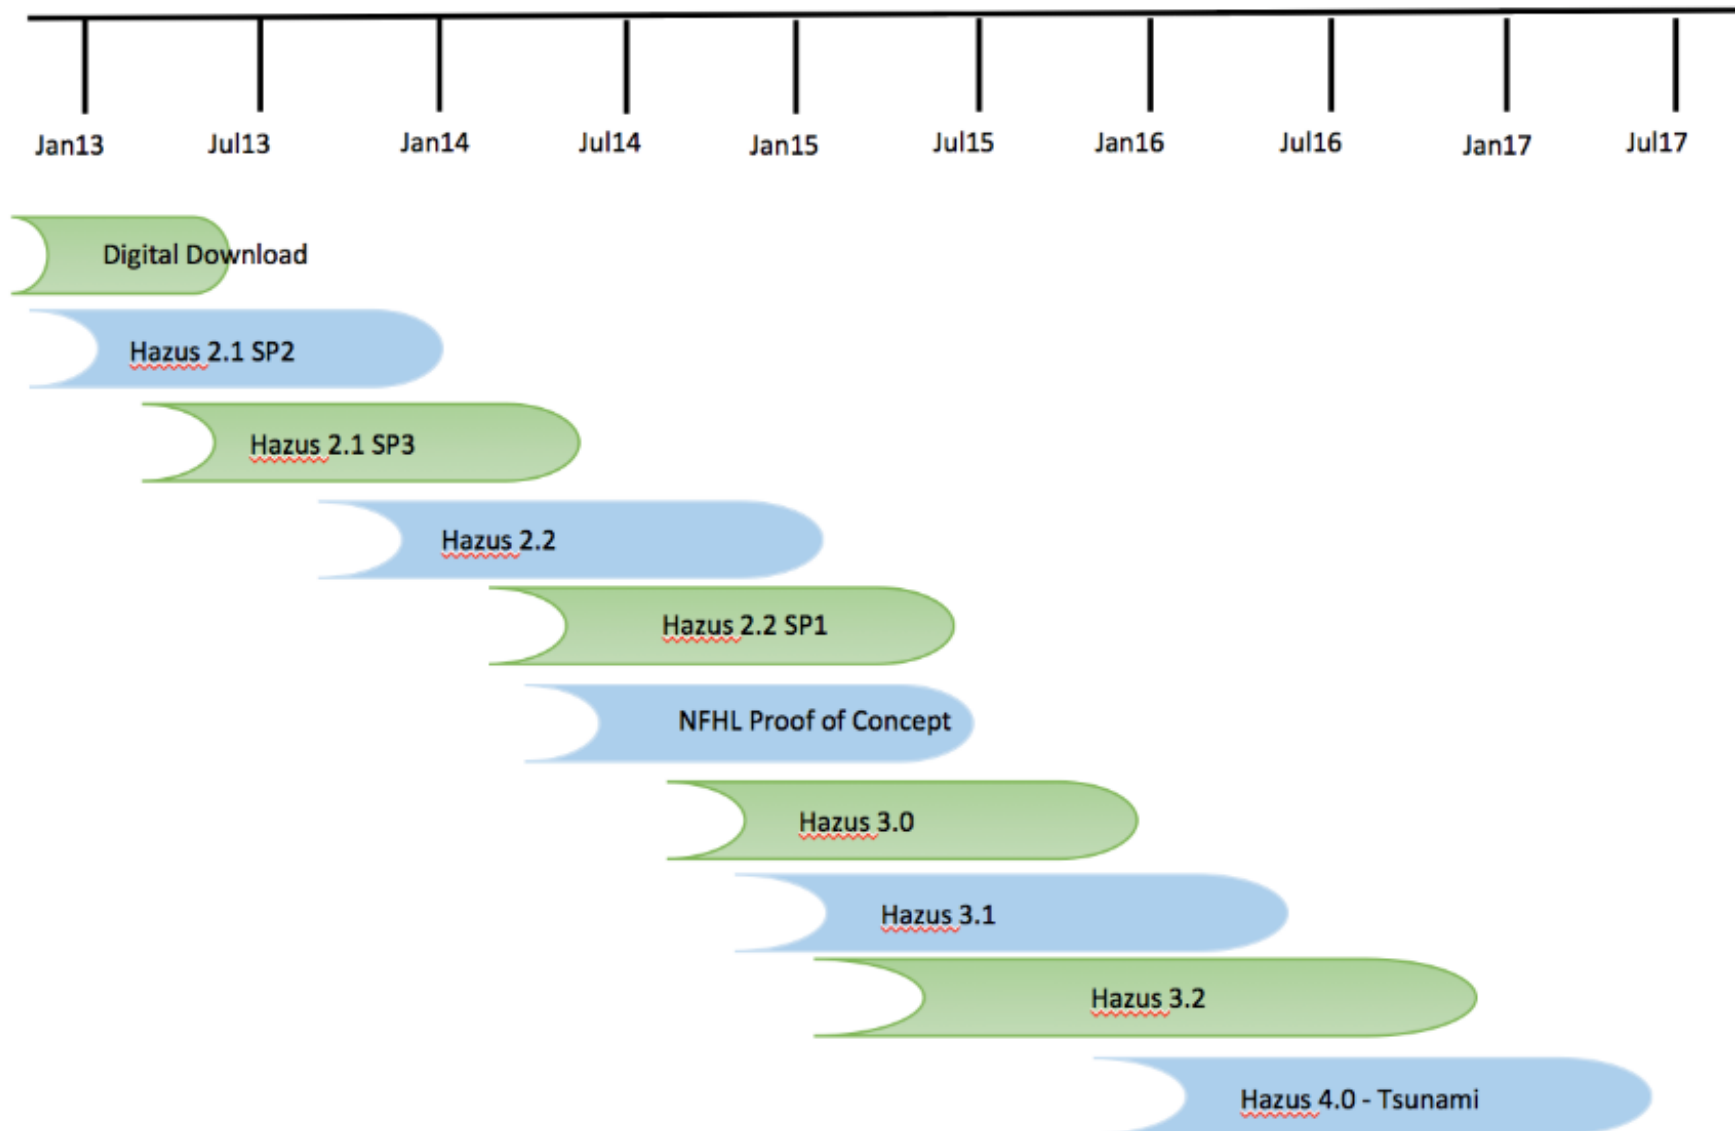 Jan13 Jul13 Jan14 Jul14 Jan15 Jul15 Jan16 Jul16 Jan17 Jul17
Digital Download
Hazus 2.1 SP2
Hazus 2.1 SP3
Hazus 2.2
Hazus 2.2 SP1
NFHL Proof of Concept
Hazus 3.0
Hazus 3.1
Hazus 3.2
Hazus 4.0 - Tsunami